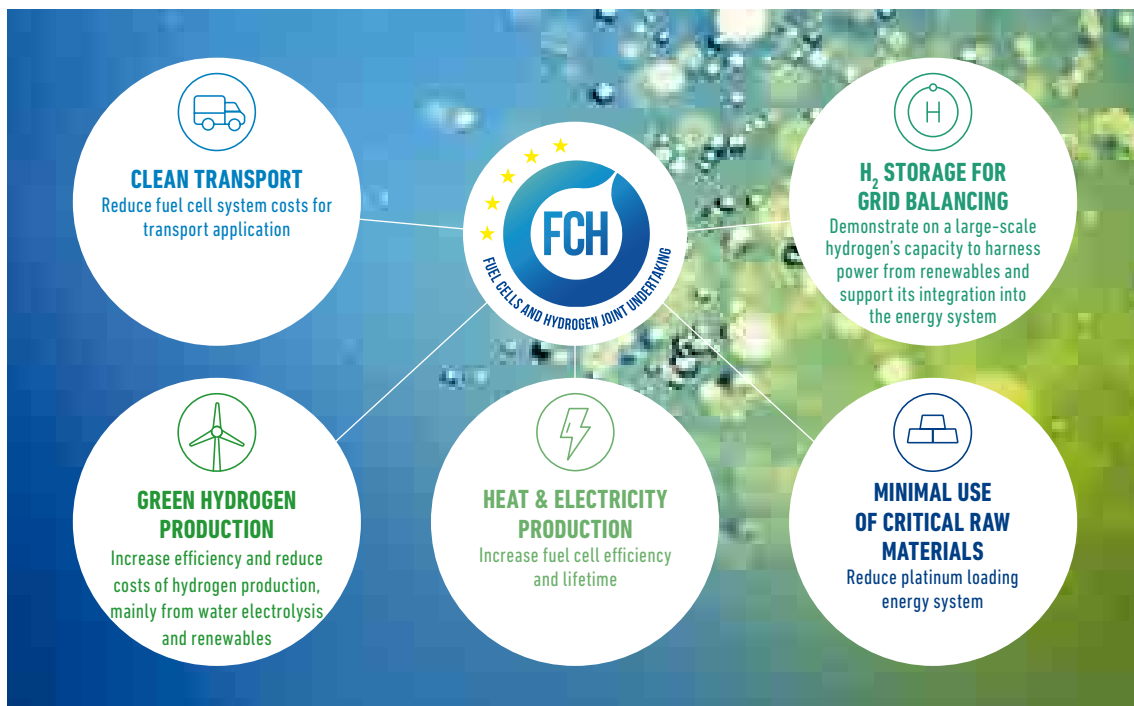 CLEAN TRANSPORT
Reduce fuel cell system costs for
transport application
FCH
FUEL CELLS AND HYDROGEN JOINT UNDERTAKING
H
H₂ STORAGE FOR
GRID BALANCING
Demonstrate on a large-scale
hydrogen's capacity to harness
power from renewables and
support its integration into
the energy system
GREEN HYDROGEN
PRODUCTION
Increase efficiency and reduce
costs of hydrogen production,
mainly from water electrolysis
and renewables
HEAT & ELECTRICITY
PRODUCTION
Increase fuel cell efficiency
and lifetime
MINIMAL USE
OF CRITICAL RAW
MATERIALS
Reduce platinum loading
energy system